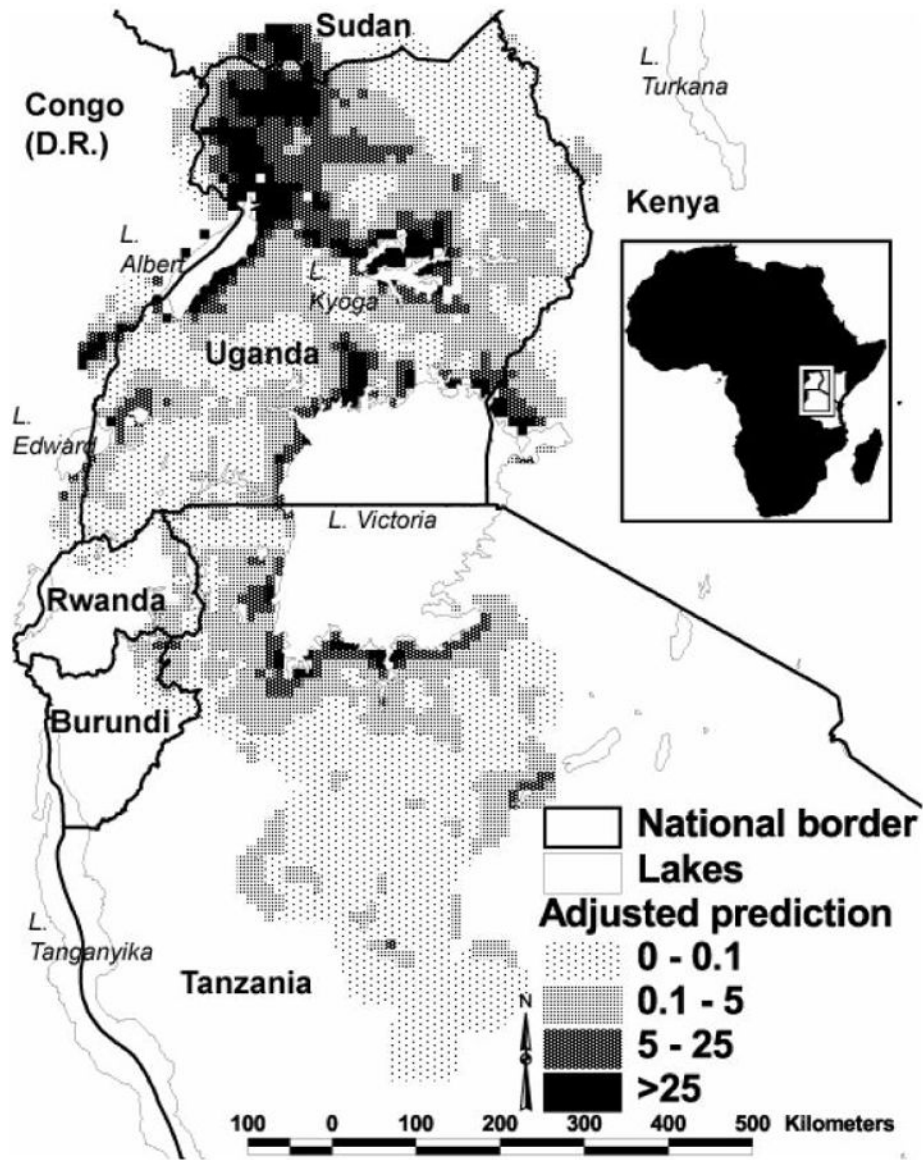 Sudan
L.
Turkana
Congo
(D.R.)
Kenya
L.
Albert
L.
Kyoga
Uganda
L.
Edward
L. Victoria
Rwanda
Burundi
National border
Lakes
Adjusted prediction
L.
Tanganyika
Tanzania
N
0 - 0.1
0.1 - 5
5 - 25
>25
100 0 100 200 300 400 500 Kilometers